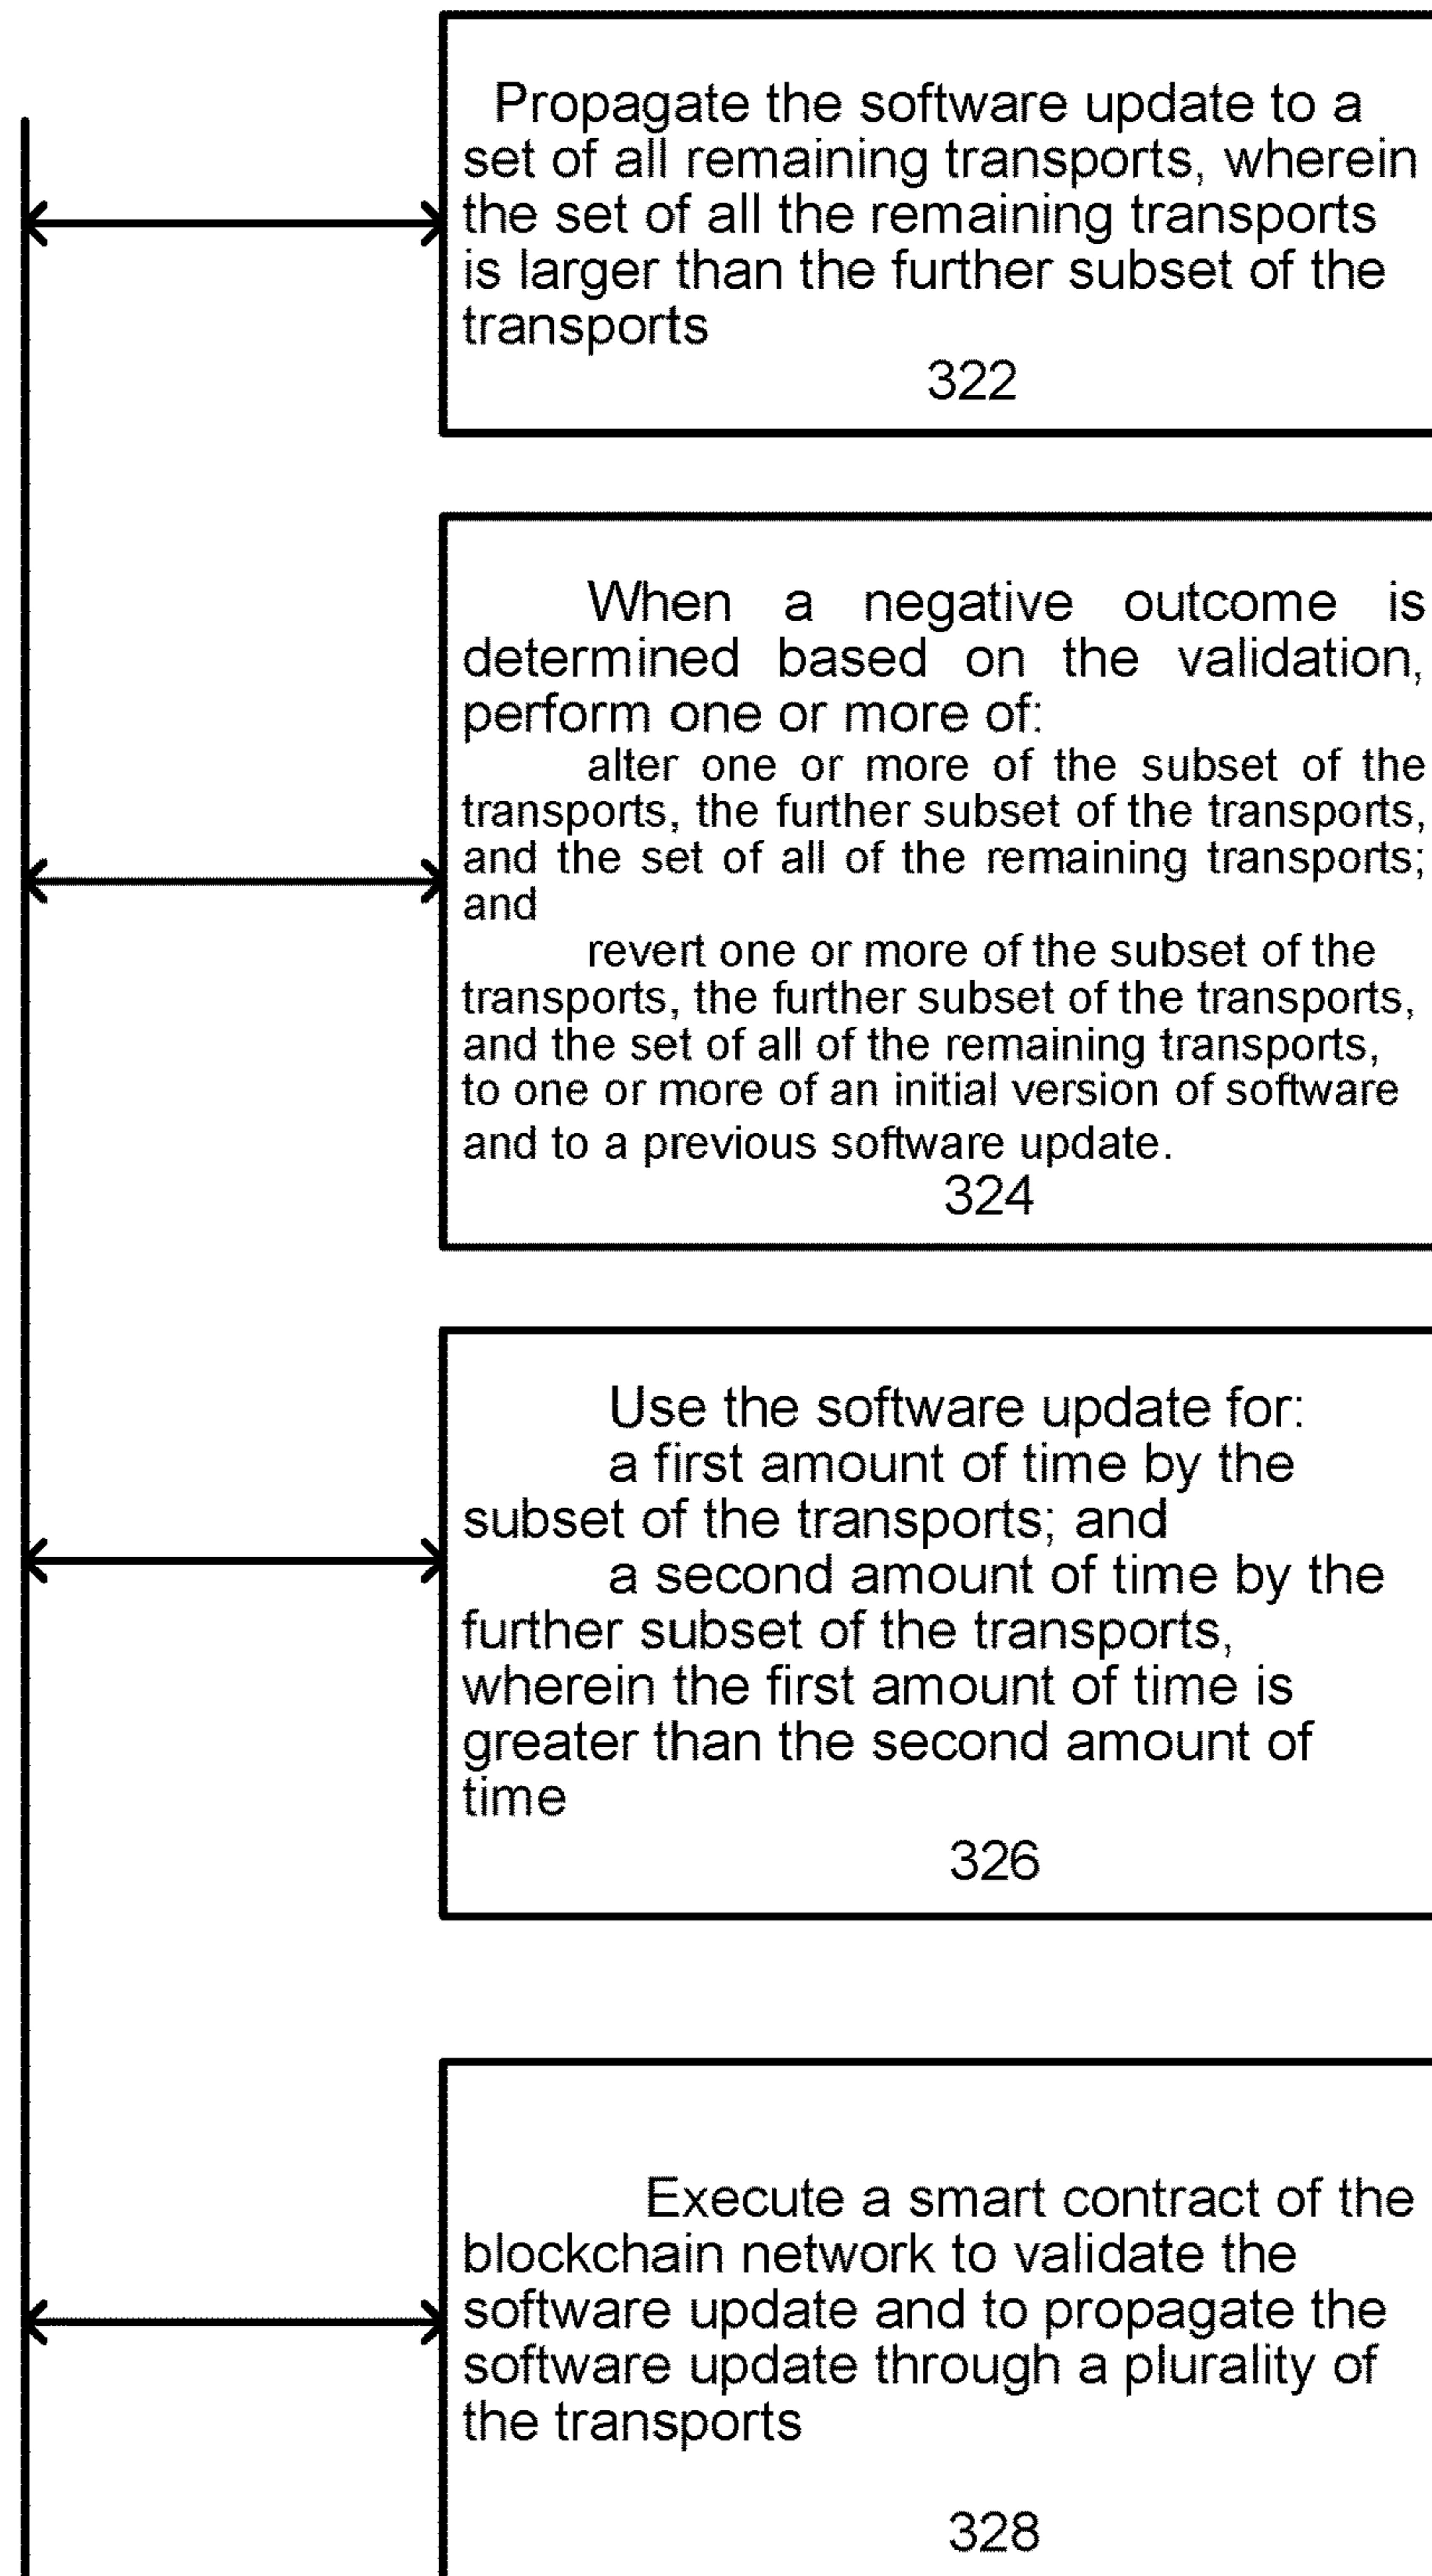 Propagate the software update to a
set of all remaining transports, wherein
the set of all the remaining transports
is larger than the further subset of the
transports
322
When a negative outcome is
determined based on the validation,
perform one or more of:
alter one or more of the subset of the
transports, the further subset of the transports,
and the set of all of the remaining transports;
and
revert one or more of the subset of the
transports, the further subset of the transports,
and the set of all of the remaining transports,
to one or more of an initial version of software
and to a previous software update.
324
Use the software update for:
a first amount of time by the
subset of the transports; and
a second amount of time by the
further subset of the transports,
wherein the first amount of time is
greater than the second amount of
time
326
Execute a smart contract of the
blockchain network to validate the
software update and to propagate the
software update through a plurality of
the transports
328